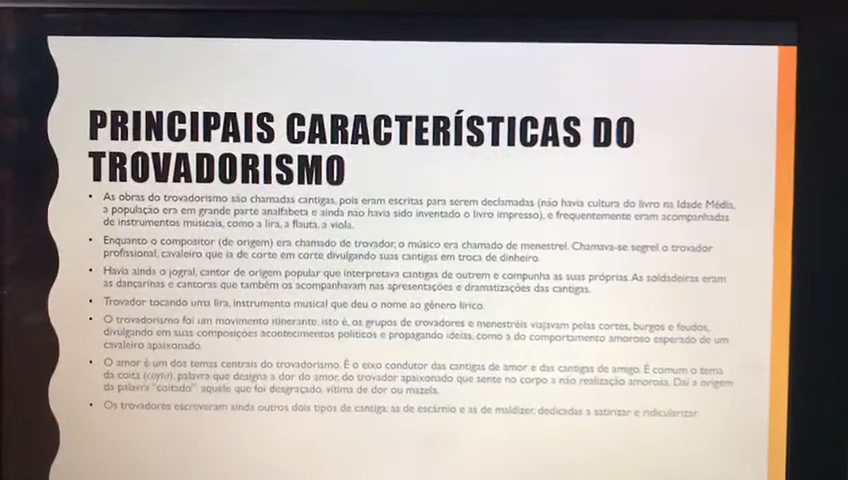 PRINCIPAIS CARACTERÍSTICAS DO
TROVADORISMO
• As obras do trovadorismo são chamadas cantigas, pois eram escritas para serem declamadas (não havia cultura do livro na Idade Média,
a população era em grande parte analfabeta e ainda não havia sido inventado o livro impresso), e frequentemente eram acompanhadas
de instrumentos musicais, como a lira, a flauta, a viola.
• Enquanto o compositor (de origem) era chamado de trovador, o músico era chamado de menestrel. Chamava-se segrel o trovador
profissional, cavaleiro que ia de corte em corte divulgando suas cantigas em troca de dinheiro.
• Havia ainda o jogral, cantor de origem popular que interpretava cantigas de outrem e compunha as suas próprias. As soldadeiras eram
as dançarinas e cantoras que também os acompanhavam nas apresentações e dramatizações das cantigas.
• Trovador tocando uma lira, instrumento musical que deu o nome ao gênero lírico.
• O trovadorismo foi um movimento itinerante, isto é, os grupos de trovadores e menestréis viajavam pelas cortes, burgos e feudos,
divulgando em suas composições acontecimentos políticos e propagando ideias, como a do comportamento amoroso esperado de um
cavaleiro apaixonado.
• O amor é um dos temas centrais do trovadorismo. É o eixo condutor das cantigas de amor e das cantigas de amigo. É comum o tema
da coita (coyta), palavra que designa a dor do amor, do trovador apaixonado que sente no corpo a não realização amorosa. Daí a origem
da palavra "coitado", aquele que foi desgraçado, vítima de dor ou mazela.
• Os trovadores escreveram ainda outros dois tipos de cantiga: as de escárnio e as de maldizer, dedicadas a satirizar e ridicularizar